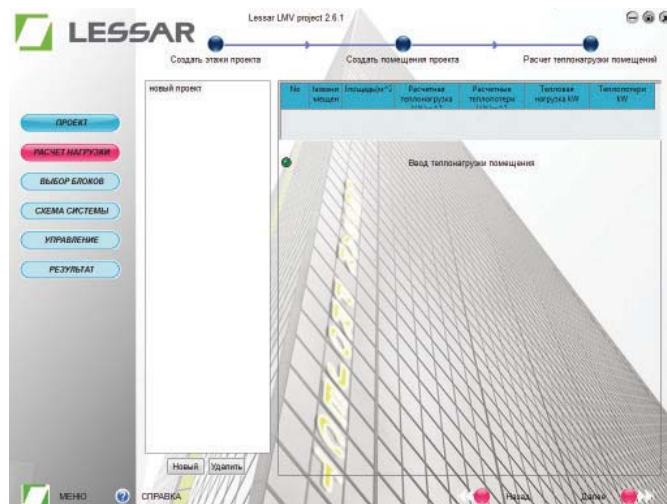 LESSAR
Lessar LMV project 2.6.1
Создать этажи проекта
Создать помещения проекта
Расчет теплонагрузки помещений
новый проект
No
Площадь(м^2)
Расчетная теплонагрузка
Расчетные теплопотери
Тепловая нагрузка kW
Теплопотери kW
Ввод теплонагрузки помещения
ПРОЕКТ
РАСЧЕТ НАГРУЗКИ
ВЫБОР БЛОКОВ
СХЕМА СИСТЕМЫ
УПРАВЛЕНИЕ
РЕЗУЛЬТАТ
Новый
Удалить
МЕНЮ
СПРАВКА
Назад
Далее